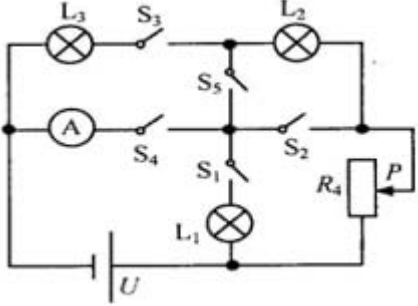 L₃ S₃ L₂
S₅
A S₄ S₂
S₁ R₄ P
L₁
U